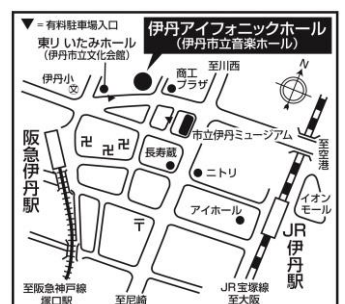 ▼=有料駐車場入口
伊丹アイフォニックホール
(伊丹市立音楽ホール)
東リ いたみホール
(伊丹市立文化会館)
伊丹小
文
商工
プラザ
至川西
N
市立伊丹ミュージアム
至空港
阪急伊丹駅
卍 卍 卍
長寿蔵
ニトリ
アイホール
イオン
モール
JR伊丹駅
〒
至阪急神戸線
塚口駅
至尼崎
JR宝塚線
至大阪